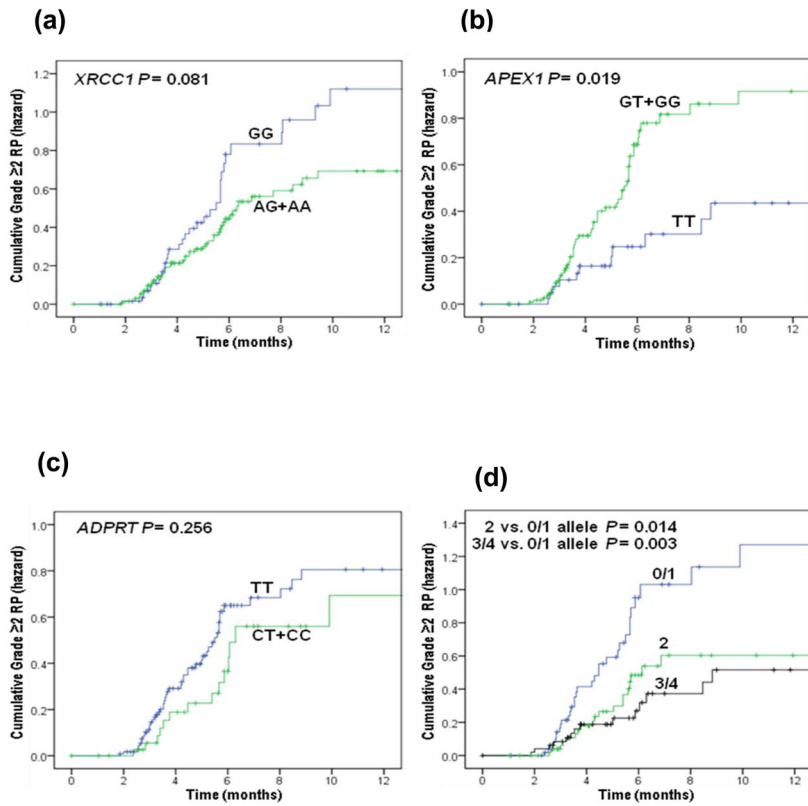 (a)
XRCC1 P = 0.081
GG
AG+AA
Cumulative Grade ≥2 RP (hazard)
1.2
1.0
0.8
0.6
0.4
0.2
0.0
0 2 4 6 8 10 12
Time (months)
(b)
APEX1 P = 0.019
GT+GG
TT
Cumulative Grade ≥2 RP (hazard)
1.0
0.8
0.6
0.4
0.2
0.0
0 2 4 6 8 10 12
Time (months)
(c)
ADPRT P = 0.256
TT
CT+CC
Cumulative Grade ≥2 RP (hazard)
1.0
0.8
0.6
0.4
0.2
0.0
0 2 4 6 8 10 12
Time (months)
(d)
2 vs. 0/1 allele P = 0.014
3/4 vs. 0/1 allele P = 0.003
0/1
2
3/4
Cumulative Grade ≥2 RP (hazard)
1.4
1.2
1.0
0.8
0.6
0.4
0.2
0.0
0 2 4 6 8 10 12
Time (months)